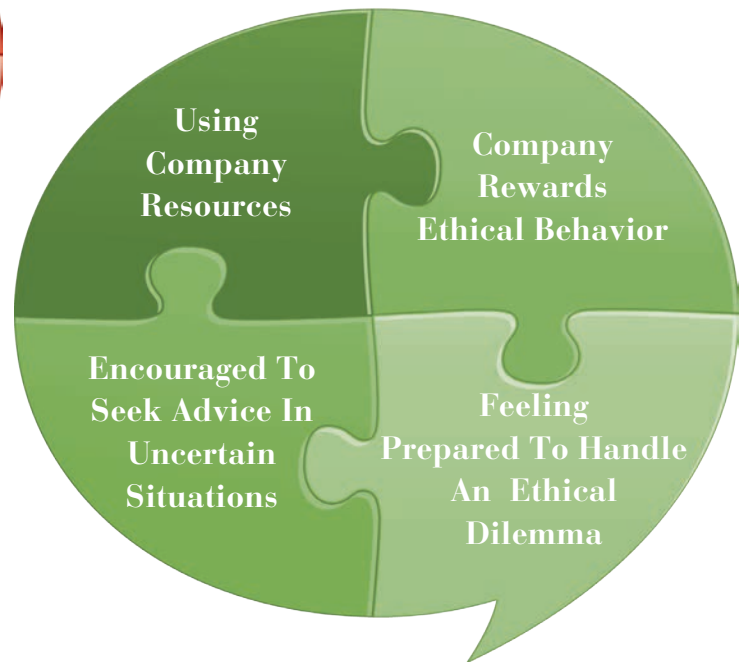 Using
Company
Resources
Company
Rewards
Ethical Behavior
Encouraged To
Seek Advice In
Uncertain
Situations
Feeling
Prepared To Handle
An Ethical
Dilemma